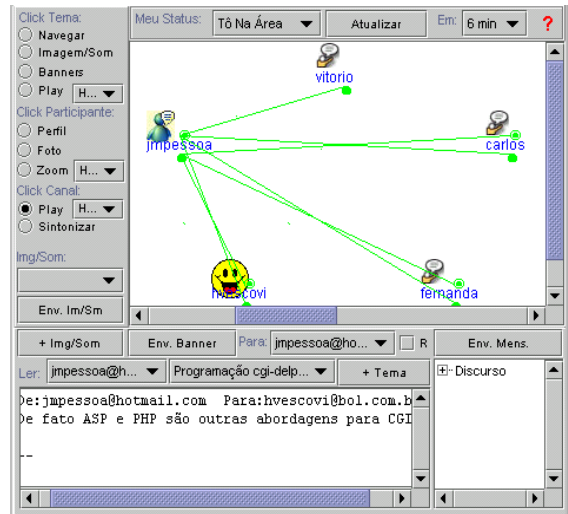 Click Tema:
Navegar
Imagem/Som
Banners
Play H...
Click Participante:
Perfil
Foto
Zoom H...
Click Canal:
Play H...
Sintonizar
Img/Som:
Env. Im/Sm
Meu Status: Tô Na Área Atualizar Em: 6 min ?
vitorio
jmpessoa
carlos
hvescovi
fernanda
+ Img/Som Env. Banner Para: jmpessoa@ho... R Env. Mens.
Ler: jmpessoa@h... Programação cgi-delp... + Tema
Discurso
De:jmpessoa@hotmail.com Para:hvescovi@bol.com.b
De fato ASP e PHP são outras abordagens para CGI
--